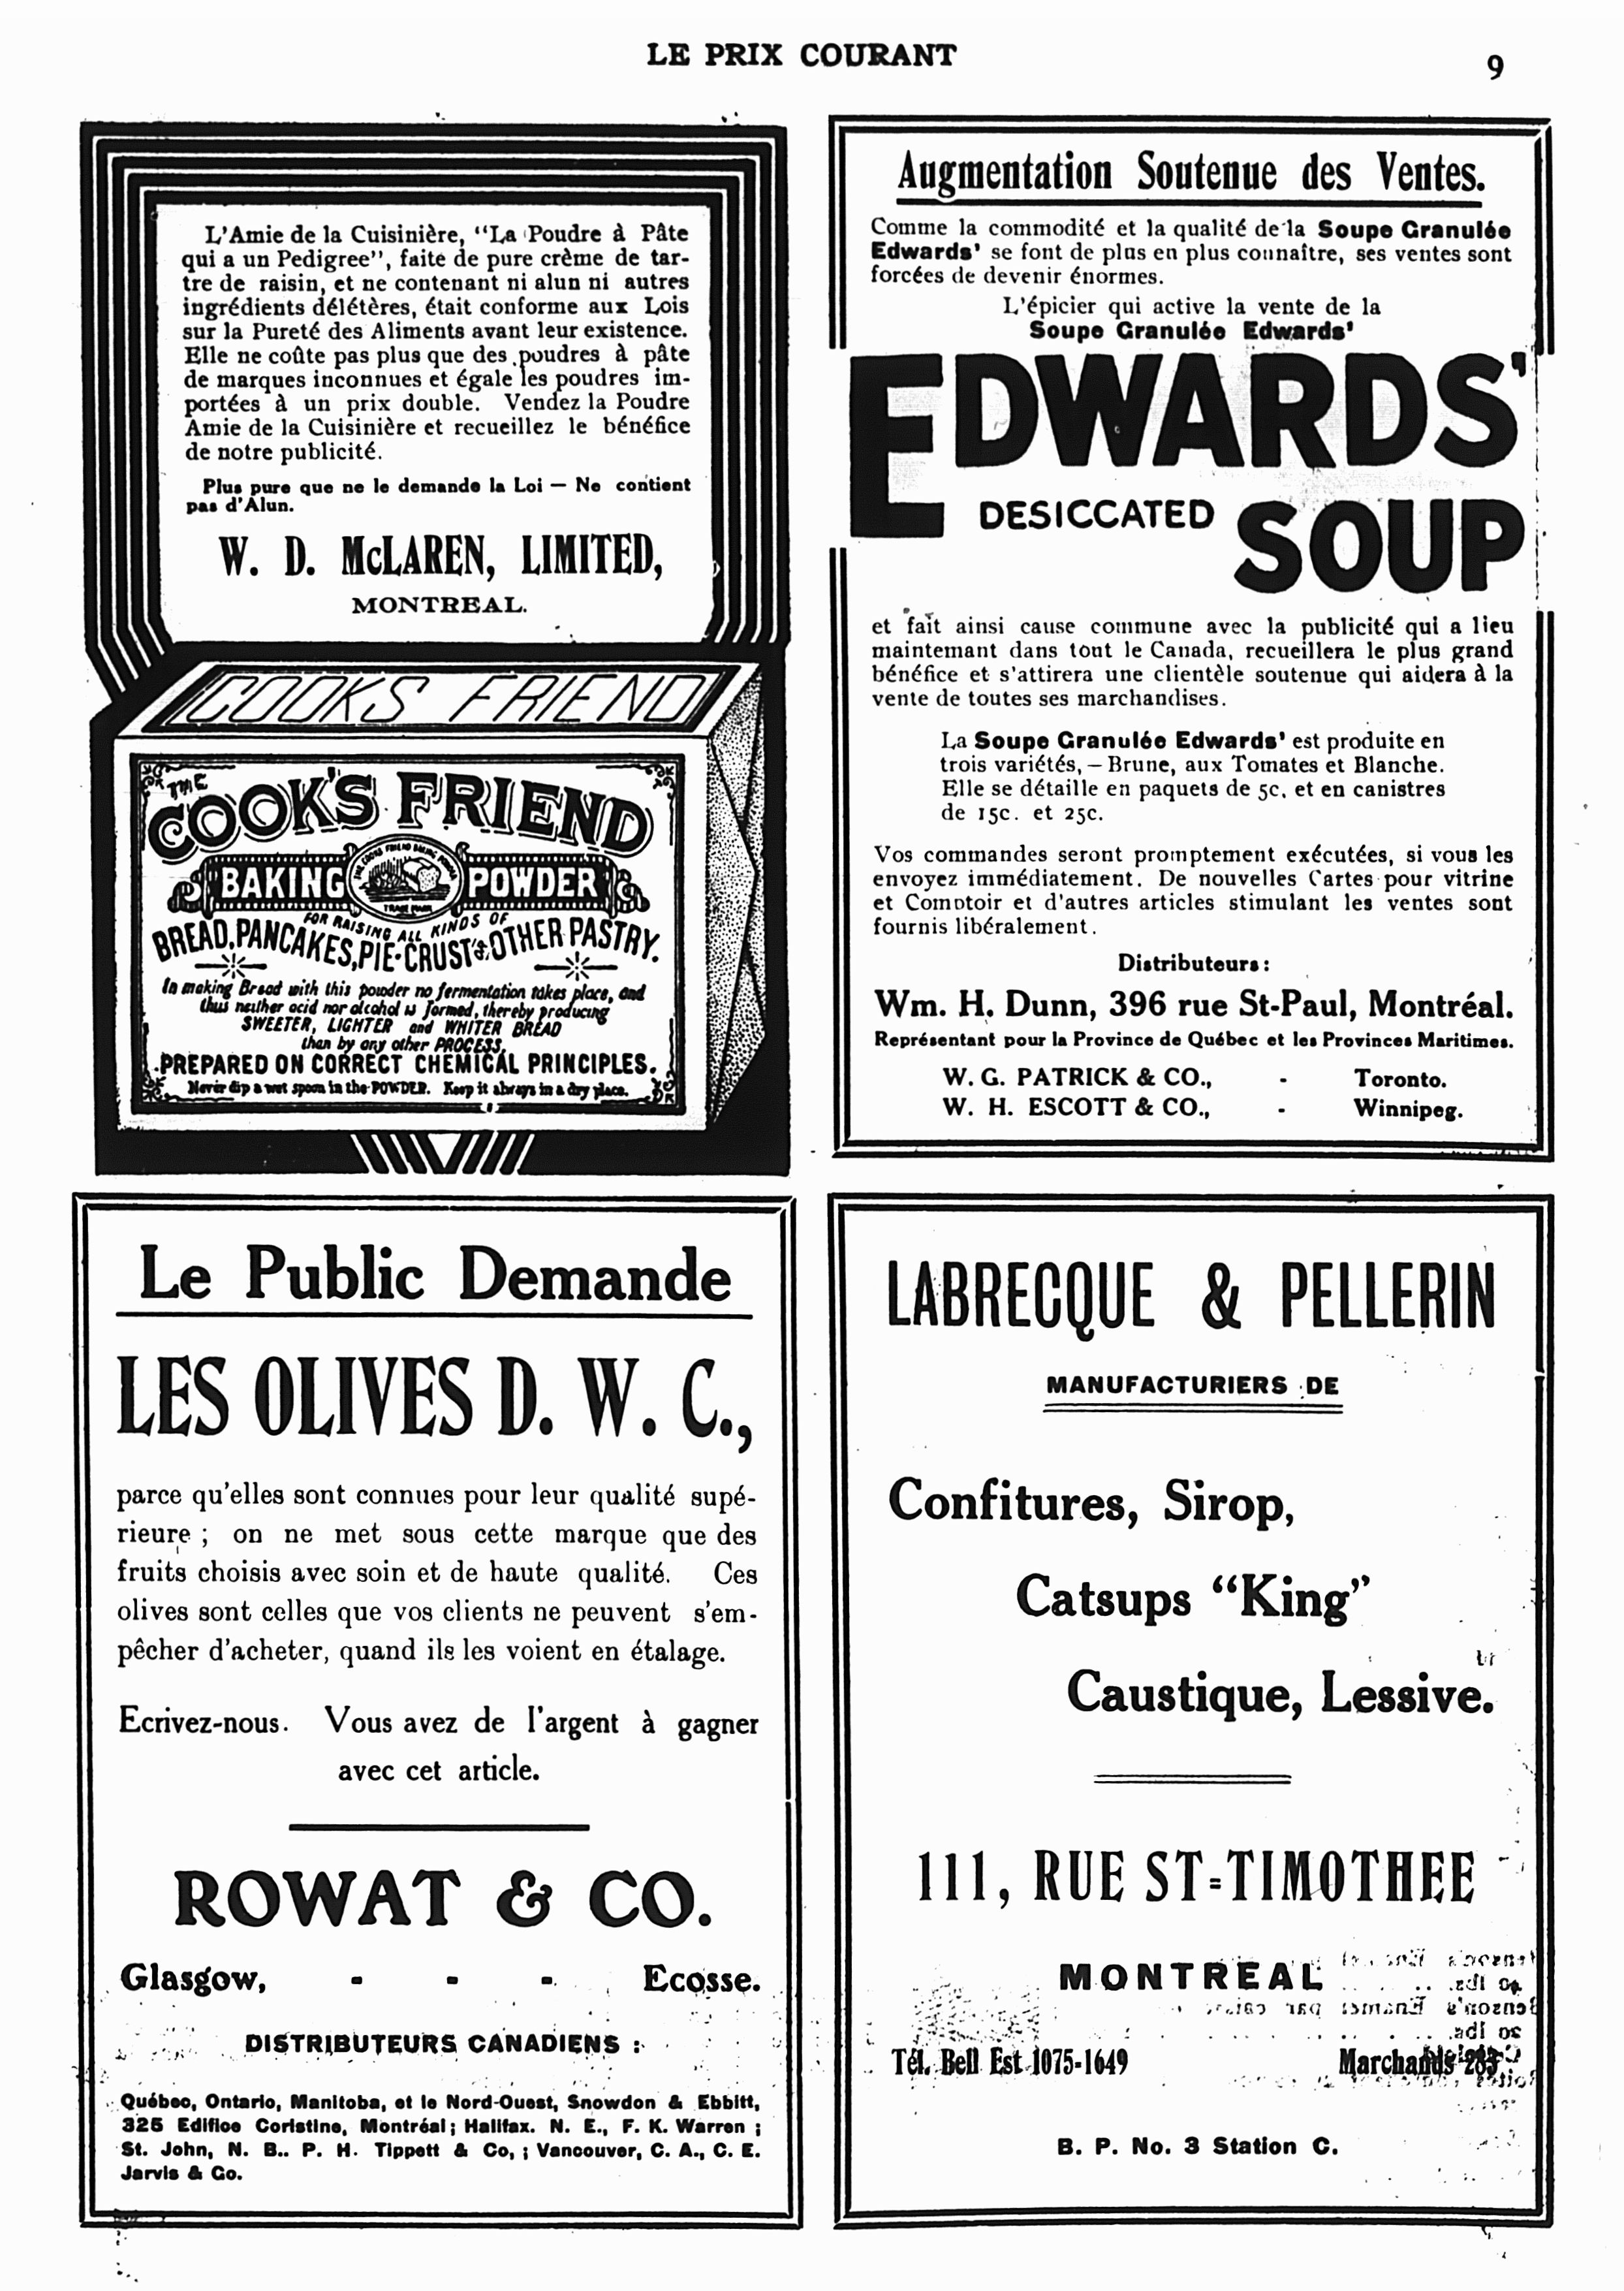 LE PRIX COURANT
9
L'Amie de la Cuisinière, "La Poudre à Pâte
qui a un Pedigree", faite de pure crème de tar-
tre de raisin, et ne contenant ni alun ni autres
ingrédients délétères, était conforme aux Lois
sur la Pureté des Aliments avant leur existence.
Elle ne coûte pas plus que des poudres à pâte
de marques inconnues et égale les poudres im-
portées à un prix double. Vendez la Poudre
Amie de la Cuisinière et recueillez le bénéfice
de notre publicité.
Plus pure que ne le demande la Loi — Ne contient
pas d'Alun.
W. D. McLAREN, LIMITED,
MONTREAL.
COOKS FRIEND
THE
COOK'S FRIEND
BAKING POWDER
THE COOKS FRIEND BAKING POWDER
TRADE MARK
FOR RAISING ALL KINDS OF
BREAD, PANCAKES, PIE-CRUST & OTHER PASTRY.
In making Bread with this powder no fermentation takes place, and
thus neither acid nor alcohol is formed, thereby producing
SWEETER, LIGHTER and WHITER BREAD
than by any other PROCESS.
PREPARED ON CORRECT CHEMICAL PRINCIPLES.
Never dip a wet spoon in the POWDER. Keep it always in a dry place.
Augmentation Soutenue des Ventes.
Comme la commodité et la qualité de la Soupe Granulée
Edwards' se font de plus en plus connaître, ses ventes sont
forcées de devenir énormes.
L'épicier qui active la vente de la
Soupe Granulée Edwards'
EDWARDS'
DESICCATED SOUP
et fait ainsi cause commune avec la publicité qui a lieu
maintemant dans tout le Canada, recueillera le plus grand
bénéfice et s'attirera une clientèle soutenue qui aidera à la
vente de toutes ses marchandises.
La Soupe Granulée Edwards' est produite en
trois variétés, — Brune, aux Tomates et Blanche.
Elle se détaille en paquets de 5c. et en canistres
de 15c. et 25c.
Vos commandes seront promptement exécutées, si vous les
envoyez immédiatement. De nouvelles Cartes pour vitrine
et Comptoir et d'autres articles stimulant les ventes sont
fournis libéralement.
Distributeurs:
Wm. H. Dunn, 396 rue St-Paul, Montréal.
Représentant pour la Province de Québec et les Provinces Maritimes.
W. G. PATRICK & CO., - Toronto.
W. H. ESCOTT & CO., - Winnipeg.
Le Public Demande
LES OLIVES D. W. C.,
parce qu'elles sont connues pour leur qualité supé-
rieure ; on ne met sous cette marque que des
fruits choisis avec soin et de haute qualité. Ces
olives sont celles que vos clients ne peuvent s'em-
pêcher d'acheter, quand ils les voient en étalage.
Ecrivez-nous. Vous avez de l'argent à gagner
avec cet article.
ROWAT & CO.
Glasgow, - - - Ecosse.
DISTRIBUTEURS CANADIENS :
Québec, Ontario, Manitoba, et le Nord-Ouest, Snowdon & Ebbitt,
325 Edifice Coristine, Montréal ; Halifax. N. E., F. K. Warren ;
St. John, N. B.. P. H. Tippett & Co, ; Vancouver, C. A., C. E.
Jarvis & Co.
LABRECQUE & PELLERIN
MANUFACTURIERS DE
Confitures, Sirop,
Catsups "King"
Caustique, Lessive.
111, RUE ST=TIMOTHEE
MONTREAL
Tél. Bell Est 1075-1649 Marchands 283
B. P. No. 3 Station C.